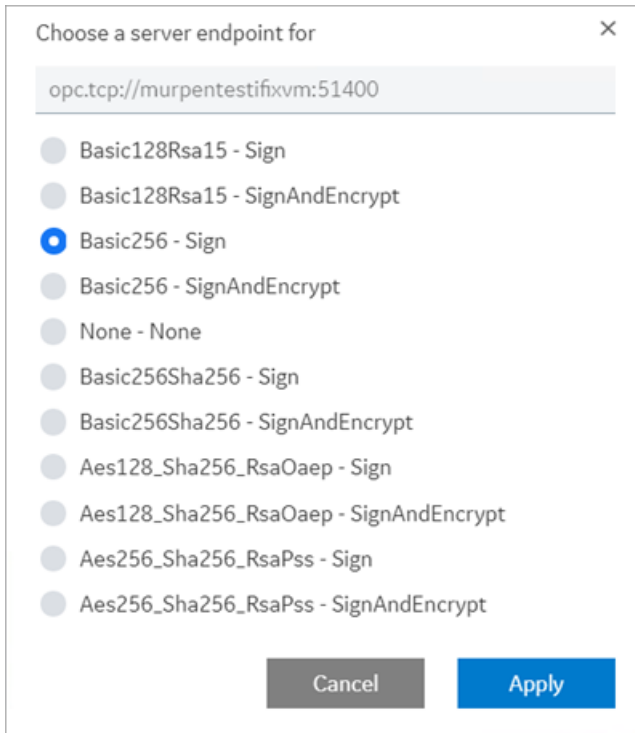 Choose a server endpoint for
opc.tcp://murpentestifixvm:51400
Basic128Rsa15 - Sign
Basic128Rsa15 - SignAndEncrypt
Basic256 - Sign
Basic256 - SignAndEncrypt
None - None
Basic256Sha256 - Sign
Basic256Sha256 - SignAndEncrypt
Aes128_Sha256_RsaOaep - Sign
Aes128_Sha256_RsaOaep - SignAndEncrypt
Aes256_Sha256_RsaPss - Sign
Aes256_Sha256_RsaPss - SignAndEncrypt
Cancel Apply